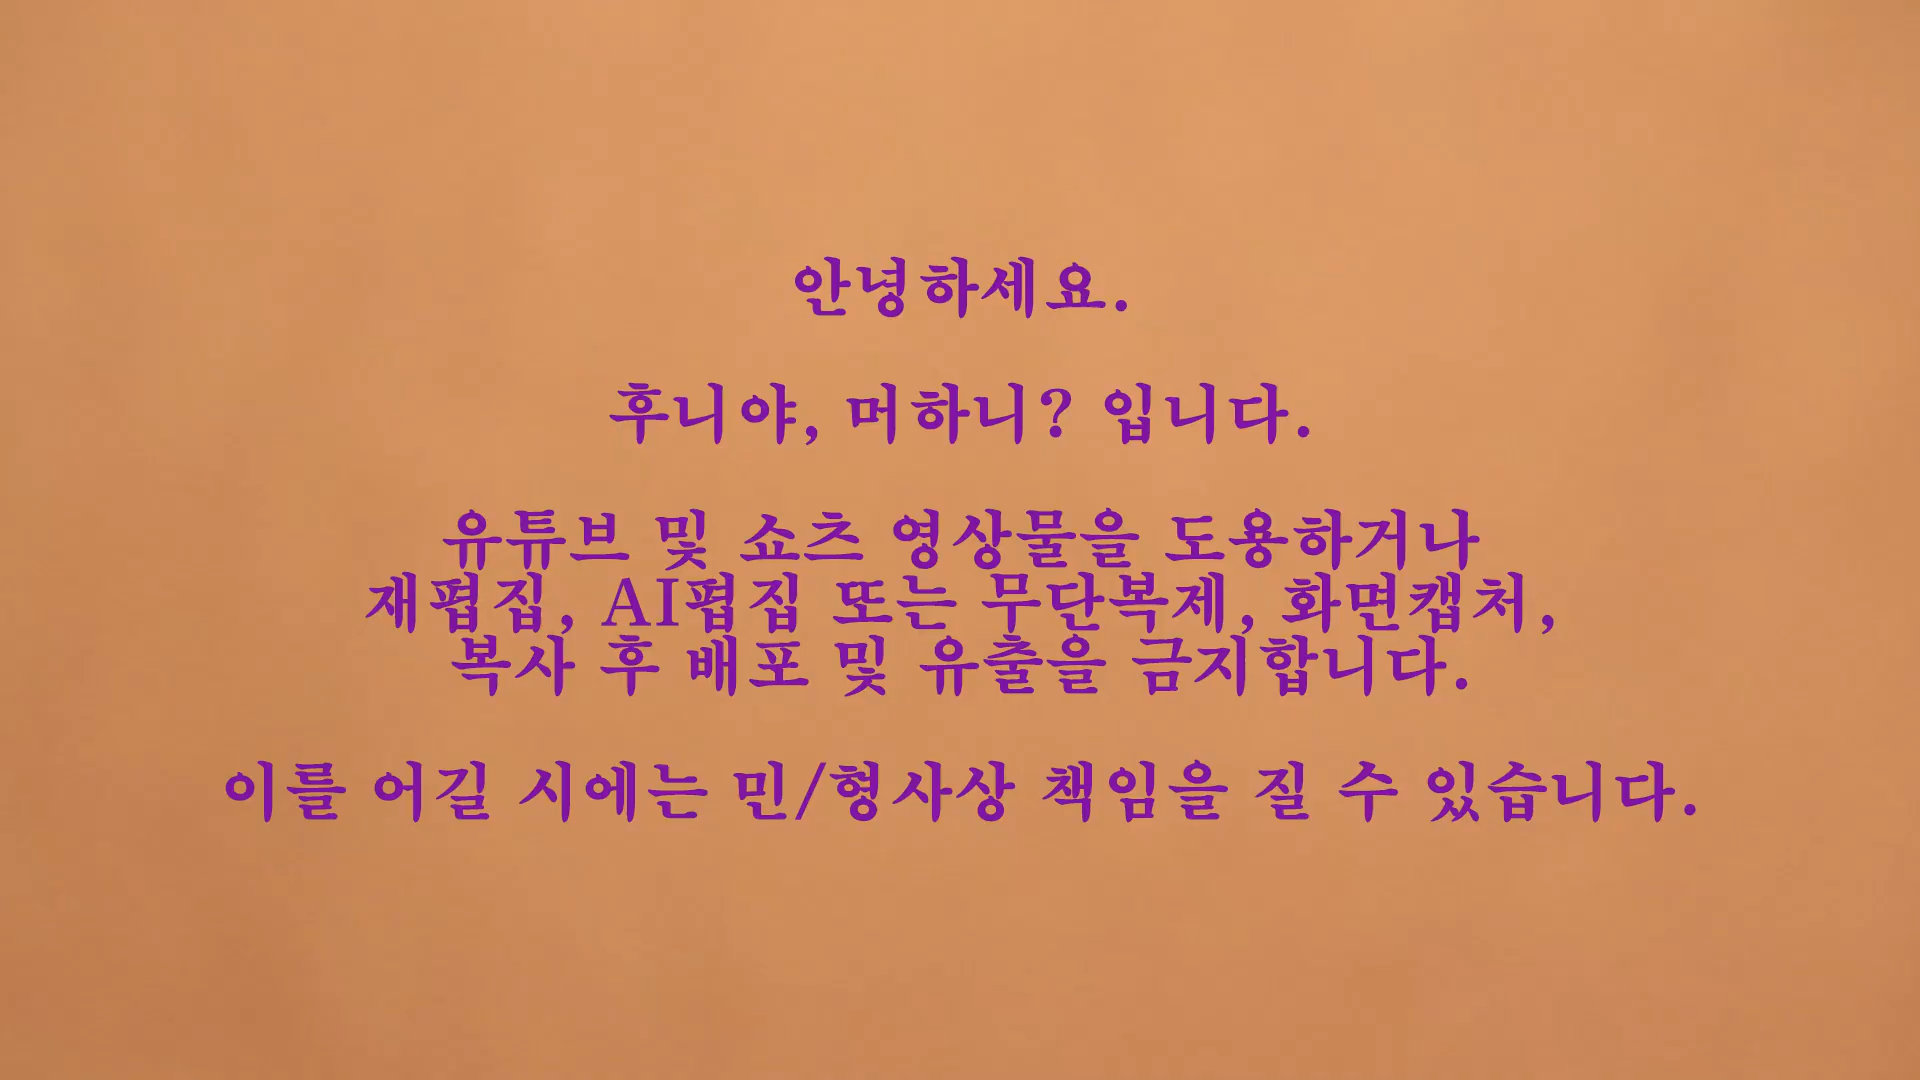 안녕하세요.
후니야, 머하니? 입니다.
유튜브 및 쇼츠 영상물을 도용하거나
재폅집, AI폅집 또는 무단복제, 화면캡처,
복사 후 배포 및 유출을 금지합니다.
이를 어길 시에는 민/형사상 책임을 질 수 있습니다.